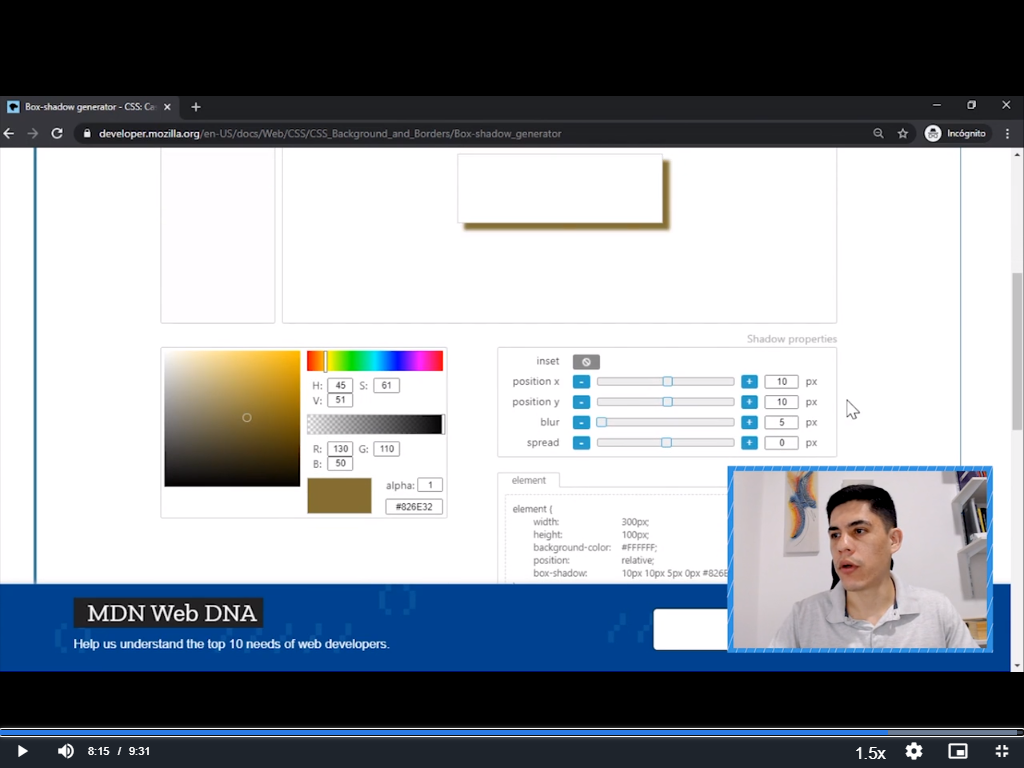 Box-shadow generator - CSS: Ca
developer.mozilla.org/en-US/docs/Web/CSS/CSS_Background_and_Borders/Box-shadow_generator
Incógnito
Shadow properties
inset
position x - + 10 px
position y - + 10 px
blur - + 5 px
spread - + 0 px
H: 45 S: 61
V: 51
R: 130 G: 110
B: 50
alpha: 1
#826E32
element
element {
width: 300px;
height: 100px;
background-color: #FFFFFF;
position: relative;
box-shadow: 10px 10px 5px 0px #826E
MDN Web DNA
Help us understand the top 10 needs of web developers.
8:15 / 9:31
1.5x